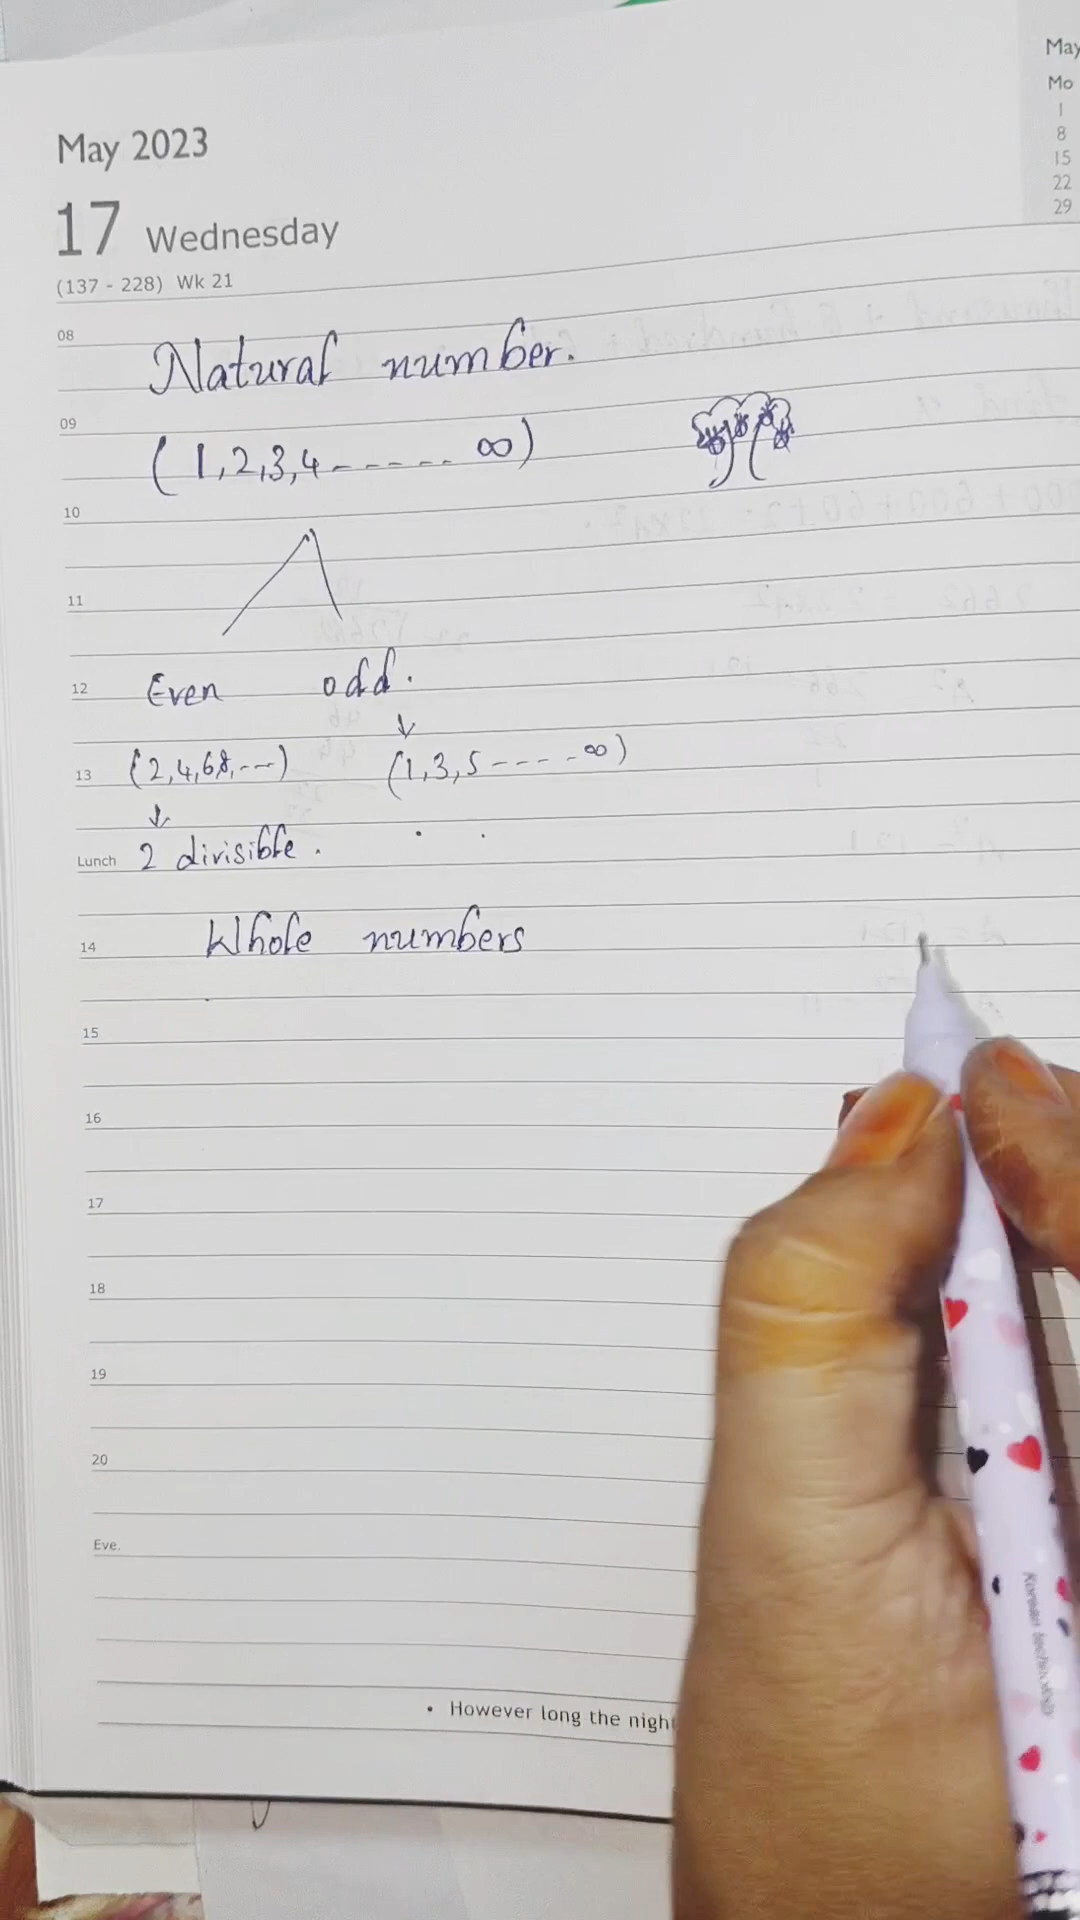 May 2023
17 Wednesday
(137 - 228) Wk 21
May
Mo
1
8
15
22
29
08
Natural number.
09
(1,2,3,4------ ∞)
10
11
12 Even odd.
13 (2,4,6,8,---) (1,3,5-----∞)
Lunch 2 divisible.
14 Whole numbers
15
16
17
18
19
20
Eve.
• However long the night
Korean technology